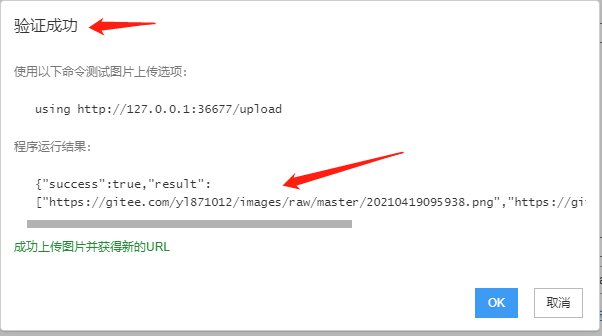 验证成功
使用以下命令测试图片上传选项:
using http://127.0.0.1:36677/upload
程序运行结果:
{"success":true,"result":
["https://gitee.com/yl871012/images/raw/master/20210419095938.png","https://git
成功上传图片并获得新的URL
OK 取消